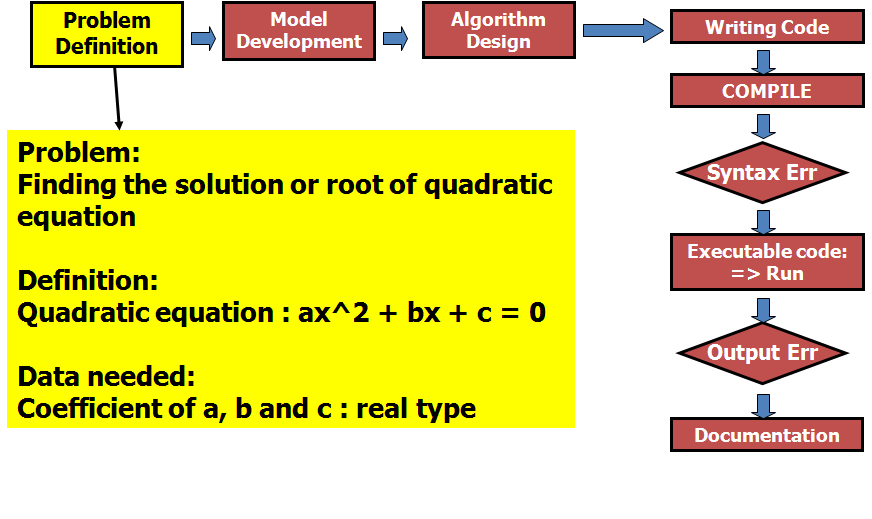 Problem
Definition
Model
Development
Algorithm
Design
Writing Code
COMPILE
Syntax Err
Executable code:
=> Run
Output Err
Documentation
Problem:
Finding the solution or root of quadratic
equation
Definition:
Quadratic equation : ax^2 + bx + c = 0
Data needed:
Coefficient of a, b and c : real type